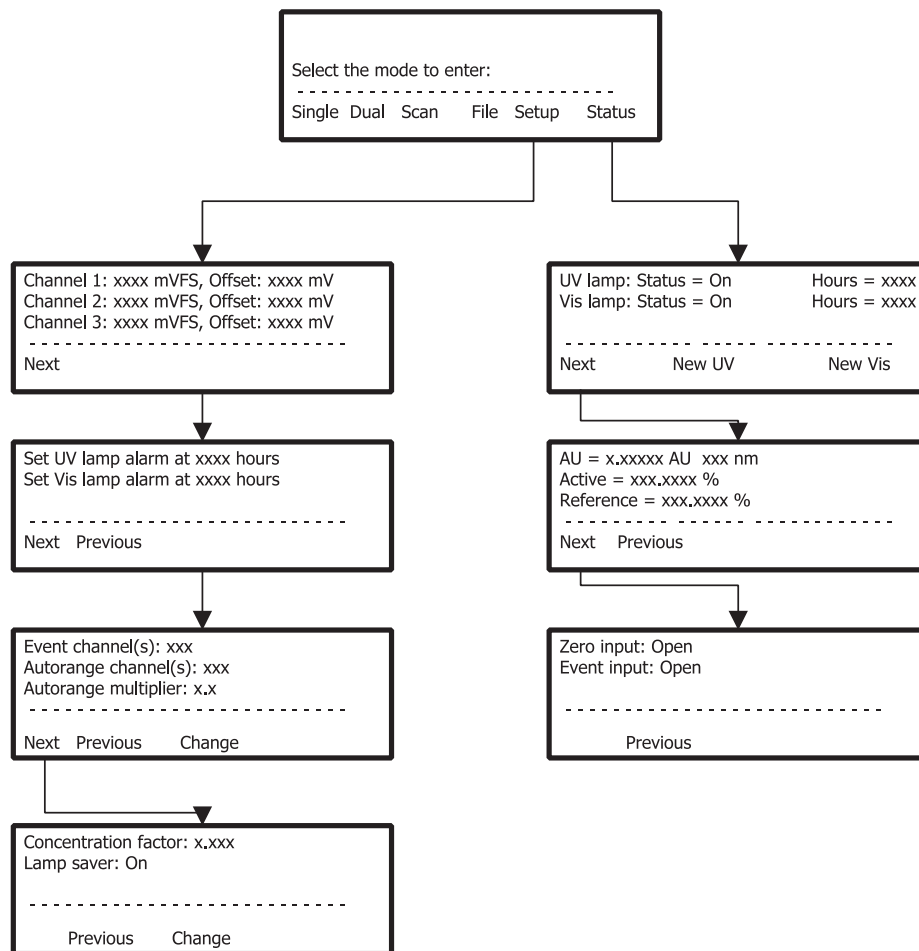 Select the mode to enter:
Single Dual Scan File Setup Status
Channel 1: xxxx mVFS, Offset: xxxx mV
Channel 2: xxxx mVFS, Offset: xxxx mV
Channel 3: xxxx mVFS, Offset: xxxx mV
Next
Set UV lamp alarm at xxxx hours
Set Vis lamp alarm at xxxx hours
Next Previous
Event channel(s): xxx
Autorange channel(s): xxx
Autorange multiplier: x.x
Next Previous Change
Concentration factor: x.xxx
Lamp saver: On
Previous Change
UV lamp: Status = On Hours = xxxx
Vis lamp: Status = On Hours = xxxx
Next New UV New Vis
AU = x.xxxxx AU xxx nm
Active = xxx.xxxx %
Reference = xxx.xxxx %
Next Previous
Zero input: Open
Event input: Open
Previous